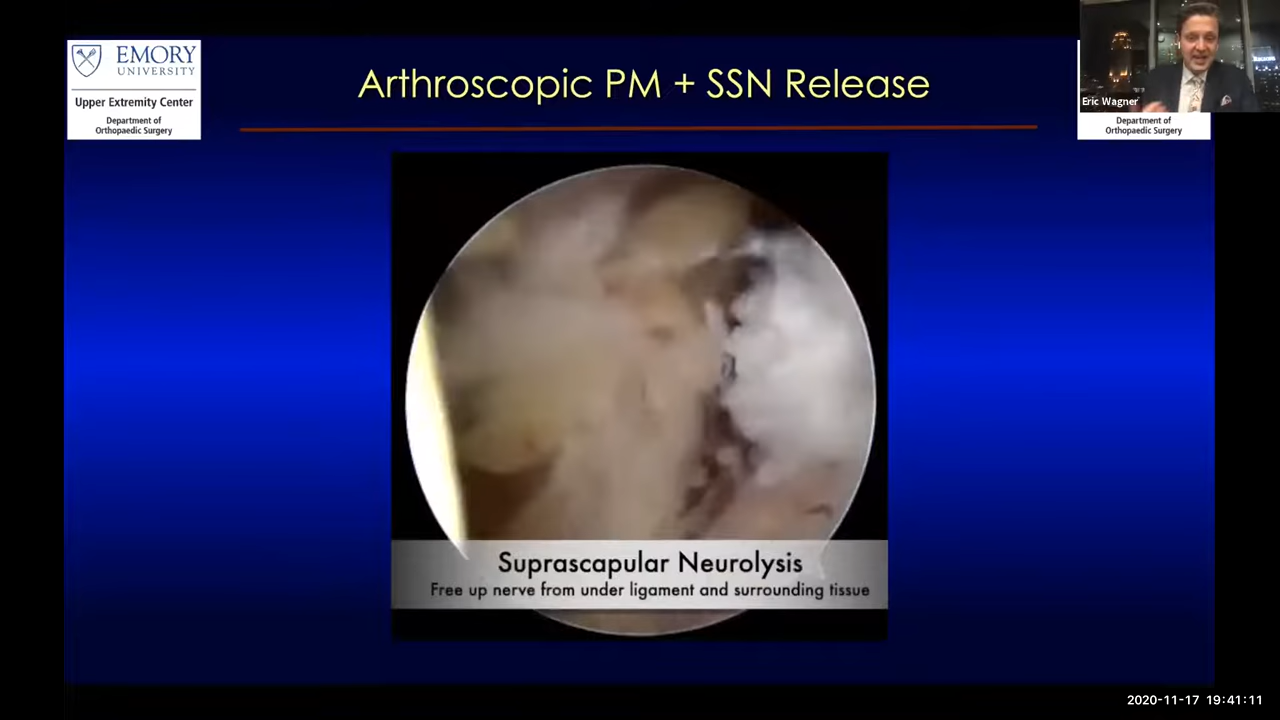 EMORY
UNIVERSITY
Upper Extremity Center
Department of
Orthopaedic Surgery
Arthroscopic PM + SSN Release
Eric Wagner
Department of
Orthopaedic Surgery
Suprascapular Neurolysis
Free up nerve from under ligament and surrounding tissue
2020-11-17 19:41:11